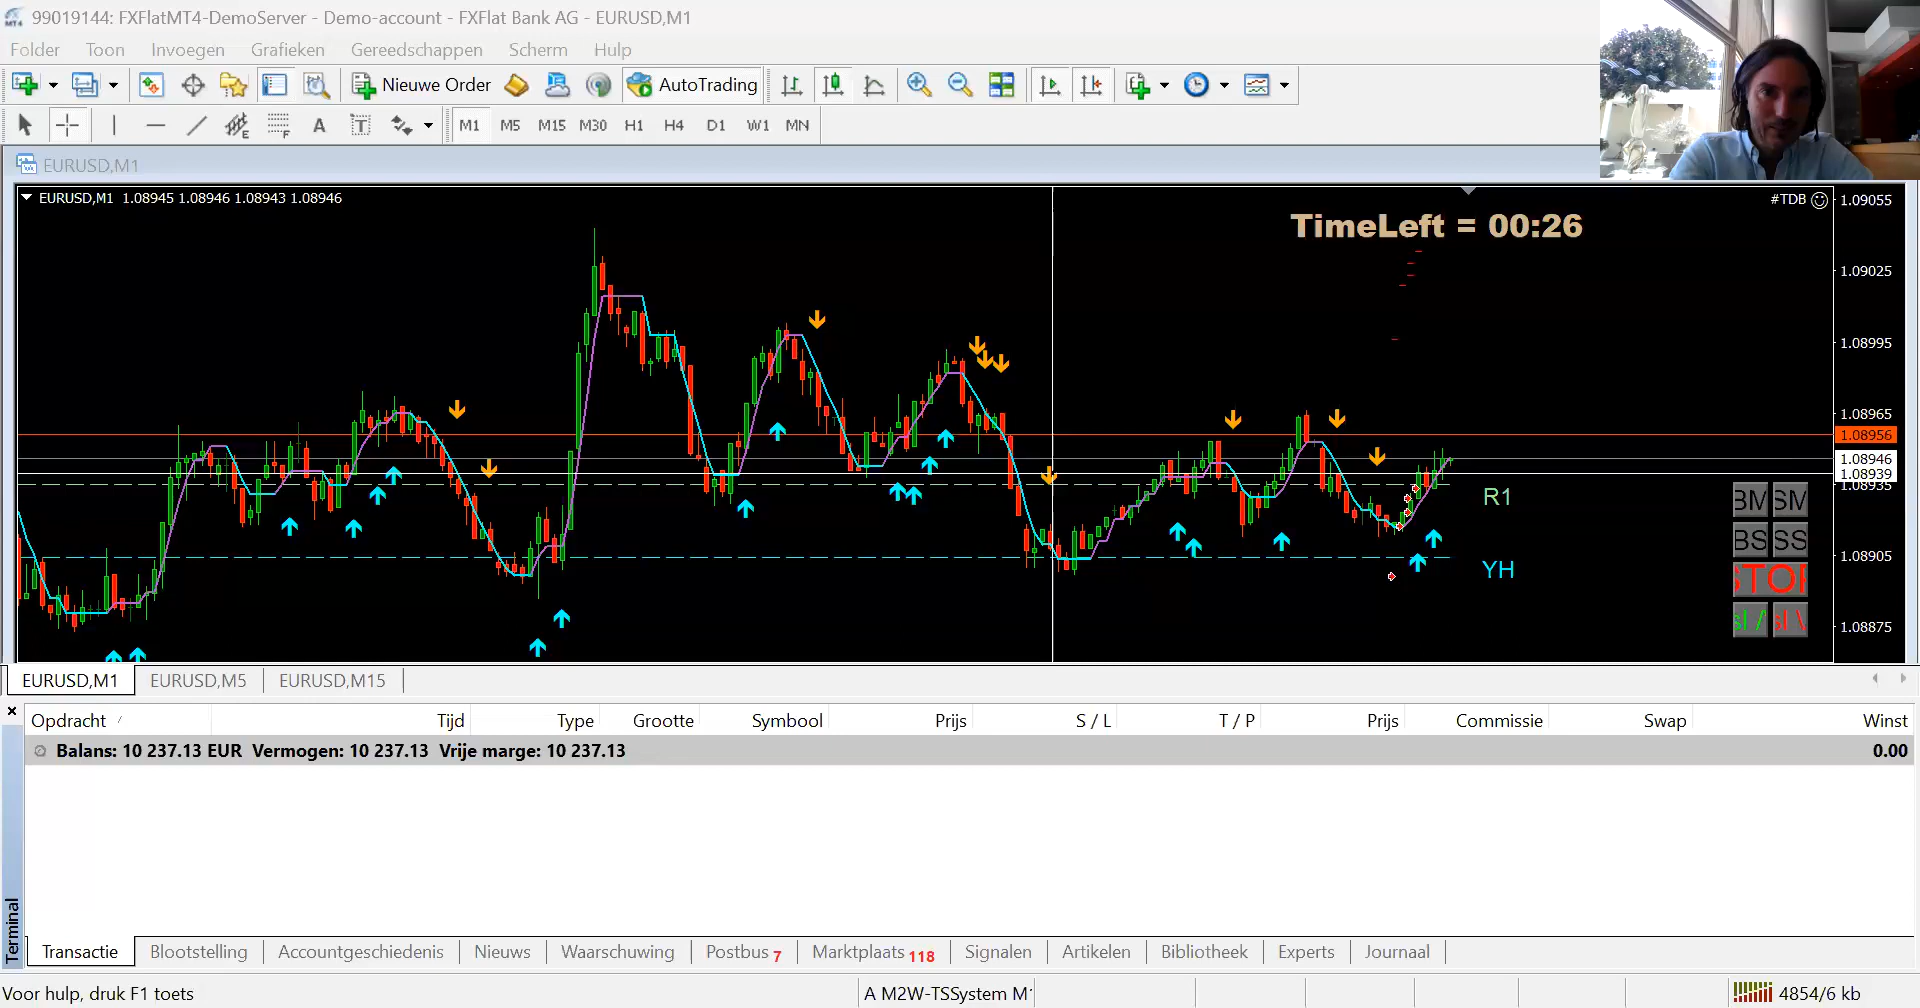 99019144: FXFlatMT4-DemoServer - Demo-account - FXFlat Bank AG - EURUSD,M1
Folder Toon Invoegen Grafieken Gereedschappen Scherm Hulp
Nieuwe Order AutoTrading
A T M1 M5 M15 M30 H1 H4 D1 W1 MN
EURUSD,M1
EURUSD,M1 1.08945 1.08946 1.08943 1.08946
#TDB
TimeLeft = 00:26
1.09055
1.09025
1.08995
1.08965
1.08956
1.08946
1.08939
1.08935
1.08905
1.08875
R1
YH
BM SM
BS SS
STOP
EURUSD,M1 EURUSD,M5 EURUSD,M15
Opdracht / Tijd Type Grootte Symbool Prijs S / L T / P Prijs Commissie Swap Winst
Balans: 10 237.13 EUR Vermogen: 10 237.13 Vrije marge: 10 237.13 0.00
Terminal
Transactie Blootstelling Accountgeschiedenis Nieuws Waarschuwing Postbus 7 Marktplaats 118 Signalen Artikelen Bibliotheek Experts Journaal
Voor hulp, druk F1 toets A M2W-TSSystem M 4854/6 kb